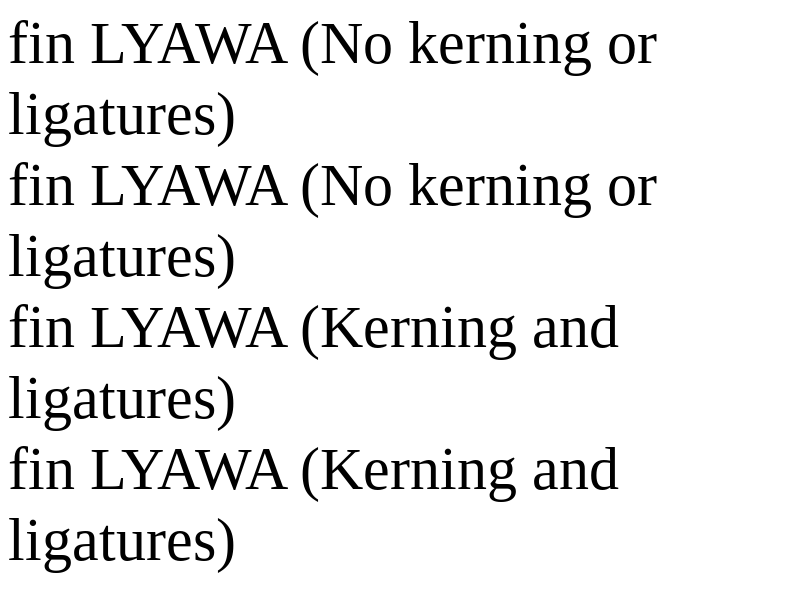 fin LYAWA (No kerning or
ligatures)
fin LYAWA (No kerning or
ligatures)
fin LYAWA (Kerning and
ligatures)
fin LYAWA (Kerning and
ligatures)